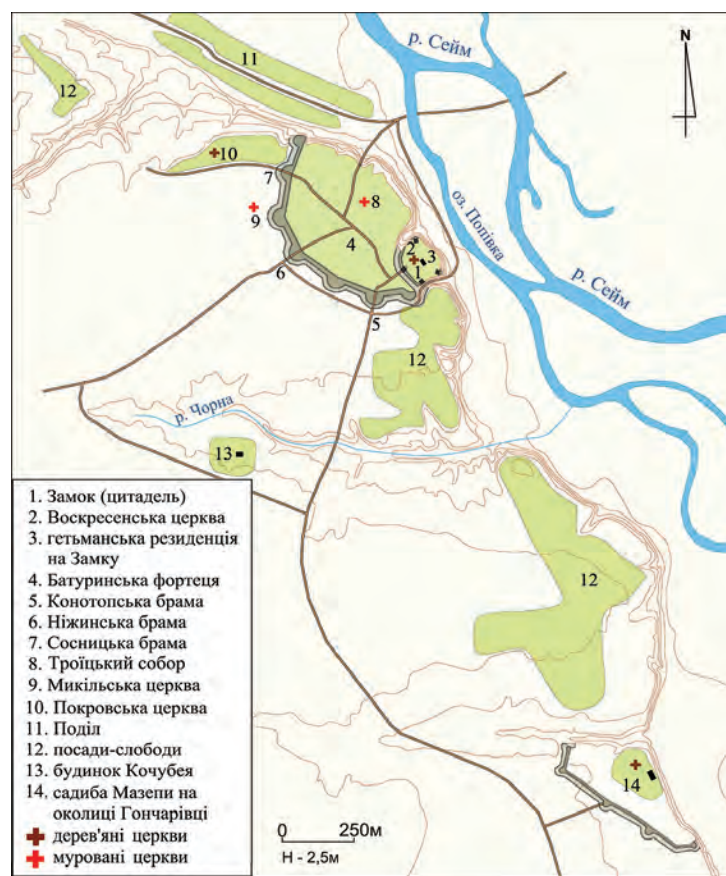 р. Сейм
N
11
12
10
7
8
9
оз. Попівка
4
2
3
1
6
р. Сейм
5
12
р. Чорна
13
12
14
1. Замок (цитадель)
2. Воскресенська церква
3. гетьманська резиденція
на Замку
4. Батуринська фортеця
5. Конотопська брама
6. Ніжинська брама
7. Сосницька брама
8. Троїцький собор
9. Микільська церква
10. Покровська церква
11. Поділ
12. посади-слободи
13. будинок Кочубея
14. садиба Мазепи на
околиці Гончарівці
дерев'яні церкви
муровані церкви
0 250м
Н - 2,5м